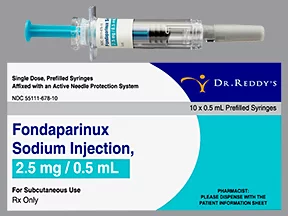 Single Dose, Prefilled Syringes
Affixed with an Active Needle Protection System
NDC 55111-678-10
DR.REDDY'S
10 x 0.5 mL Prefilled Syringes
Fondaparinux
Sodium Injection,
2.5 mg / 0.5 mL
For Subcutaneous Use
Rx Only
PHARMACIST:
PLEASE DISPENSE WITH THE
PATIENT INFORMATION SHEET